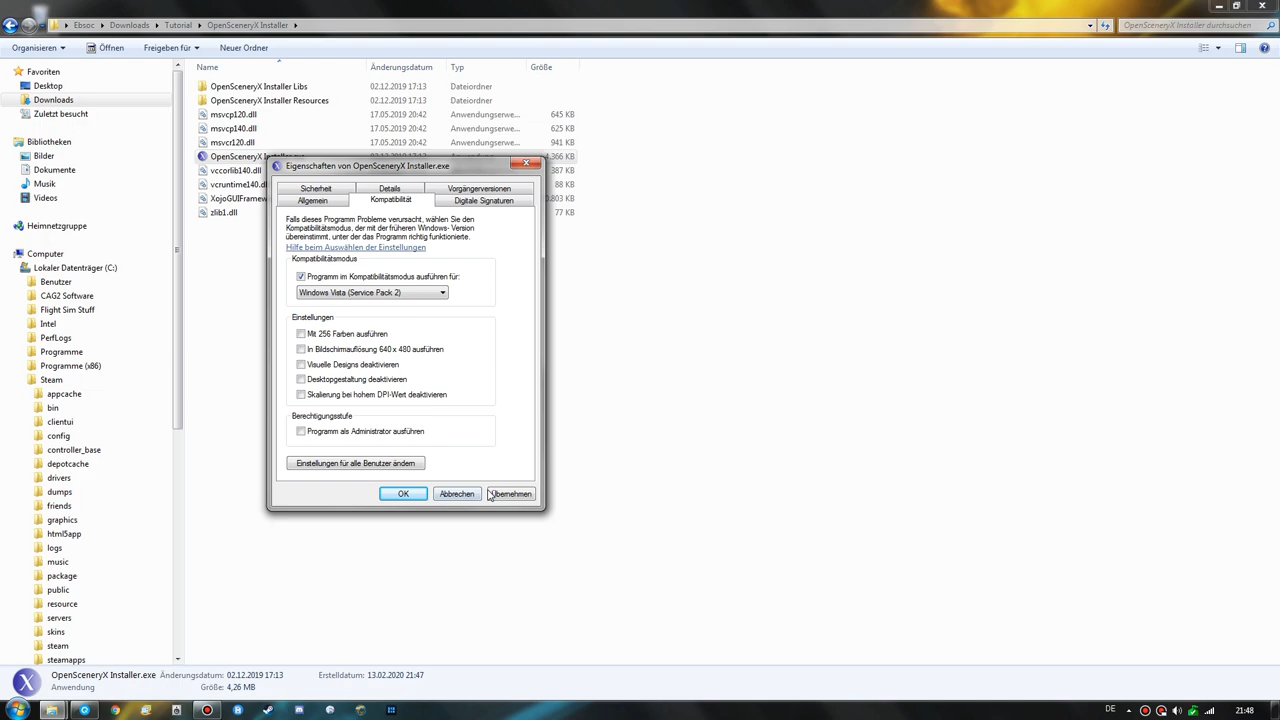 Ebsoc ▸ Downloads ▸ Tutorial ▸ OpenSceneryX Installer ▸
OpenSceneryX Installer durchsuchen
Organisieren Öffnen Freigeben für Neuer Ordner
Name Änderungsdatum Typ Größe
Favoriten
Desktop
Downloads
Zuletzt besucht
Bibliotheken
Bilder
Dokumente
Musik
Videos
Heimnetzgruppe
Computer
Lokaler Datenträger (C:)
Benutzer
CAG2 Software
Flight Sim Stuff
Intel
PerfLogs
Programme
Programme (x86)
Steam
appcache
bin
clientui
config
controller_base
depotcache
drivers
dumps
friends
graphics
html5app
logs
music
package
public
resource
servers
skins
steam
steamapps
OpenSceneryX Installer Libs 02.12.2019 17:13 Dateiordner
OpenSceneryX Installer Resources 02.12.2019 17:13 Dateiordner
msvcp120.dll 17.05.2019 20:42 Anwendungserwe... 645 KB
msvcp140.dll 17.05.2019 20:42 Anwendungserwe... 625 KB
msvcr120.dll 17.05.2019 20:42 Anwendungserwe...
OpenSceneryX
vccorlib140.dll 387 KB
vcruntime140.dl 88 KB
XojoGUIFramew
zlib1.dll 77 KB
Eigenschaften von OpenSceneryX Installer.exe
Sicherheit Details Vorgängerversionen
Allgemein Kompatibilität Digitale Signaturen
Falls dieses Programm Probleme verursacht, wählen Sie den
Kompatibilitätsmodus, der mit der früheren Windows- Version
übereinstimmt, unter der das Programm richtig funktionierte.
Hilfe beim Auswählen der Einstellungen
Kompatibilitätsmodus
Programm im Kompatibilitätsmodus ausführen für:
Windows Vista (Service Pack 2)
Einstellungen
Mit 256 Farben ausführen
In Bildschirmauflösung 640 x 480 ausführen
Visuelle Designs deaktivieren
Desktopgestaltung deaktivieren
Skalierung bei hohem DPI-Wert deaktivieren
Berechtigungsstufe
Programm als Administrator ausführen
Einstellungen für alle Benutzer ändern
OK Abbrechen Übernehmen
OpenSceneryX Installer.exe Änderungsdatum: 02.12.2019 17:13 Erstelldatum: 13.02.2020 21:47
Anwendung Größe: 4,26 MB
DE 21:48